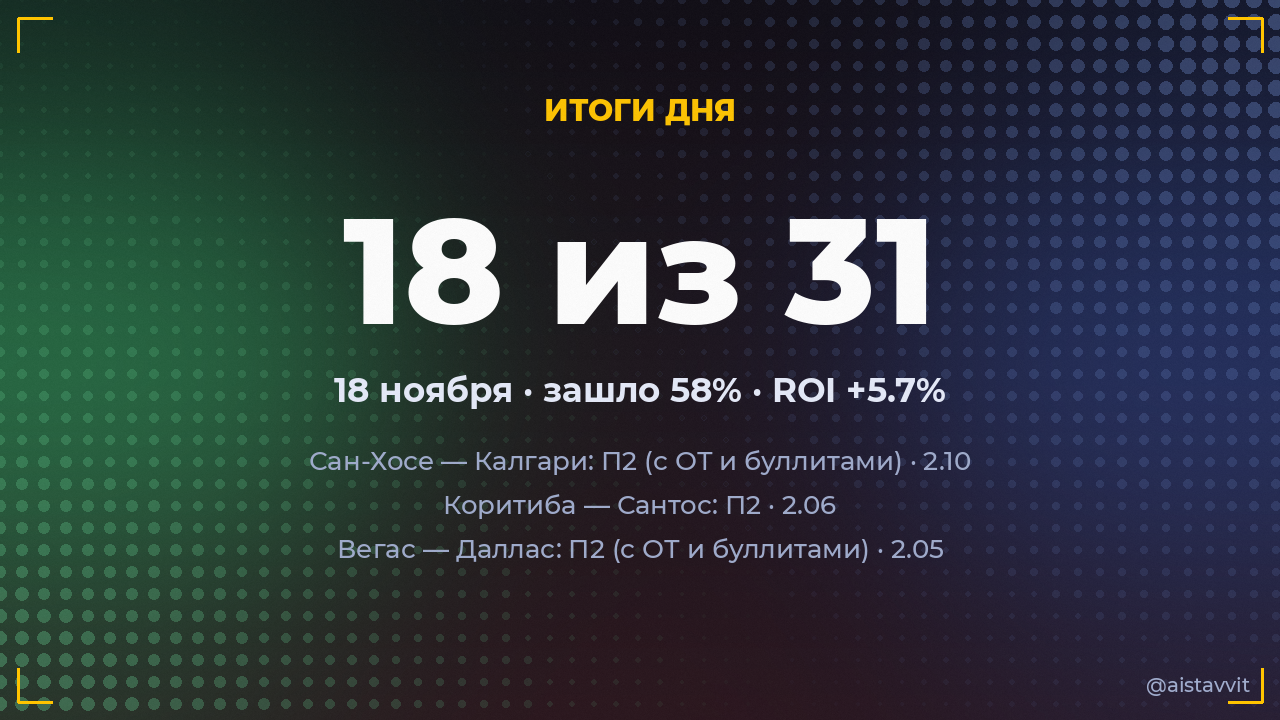 ИТОГИ ДНЯ
18 из 31
18 ноября · зашло 58% · ROI +5.7%
Сан-Хосе — Калгари: П2 (с ОТ и буллитами) · 2.10
Коритиба — Сантос: П2 · 2.06
Вегас — Даллас: П2 (с ОТ и буллитами) · 2.05
@aistavvit